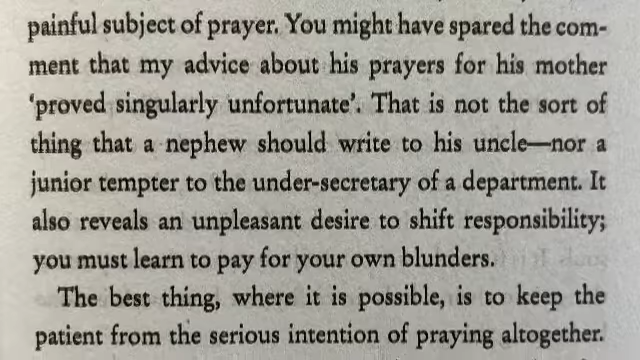 painful subject of prayer. You might have spared the com-
ment that my advice about his prayers for his mother
‘proved singularly unfortunate’. That is not the sort of
thing that a nephew should write to his uncle—nor a
junior tempter to the under-secretary of a department. It
also reveals an unpleasant desire to shift responsibility;
you must learn to pay for your own blunders.
The best thing, where it is possible, is to keep the
patient from the serious intention of praying altogether.